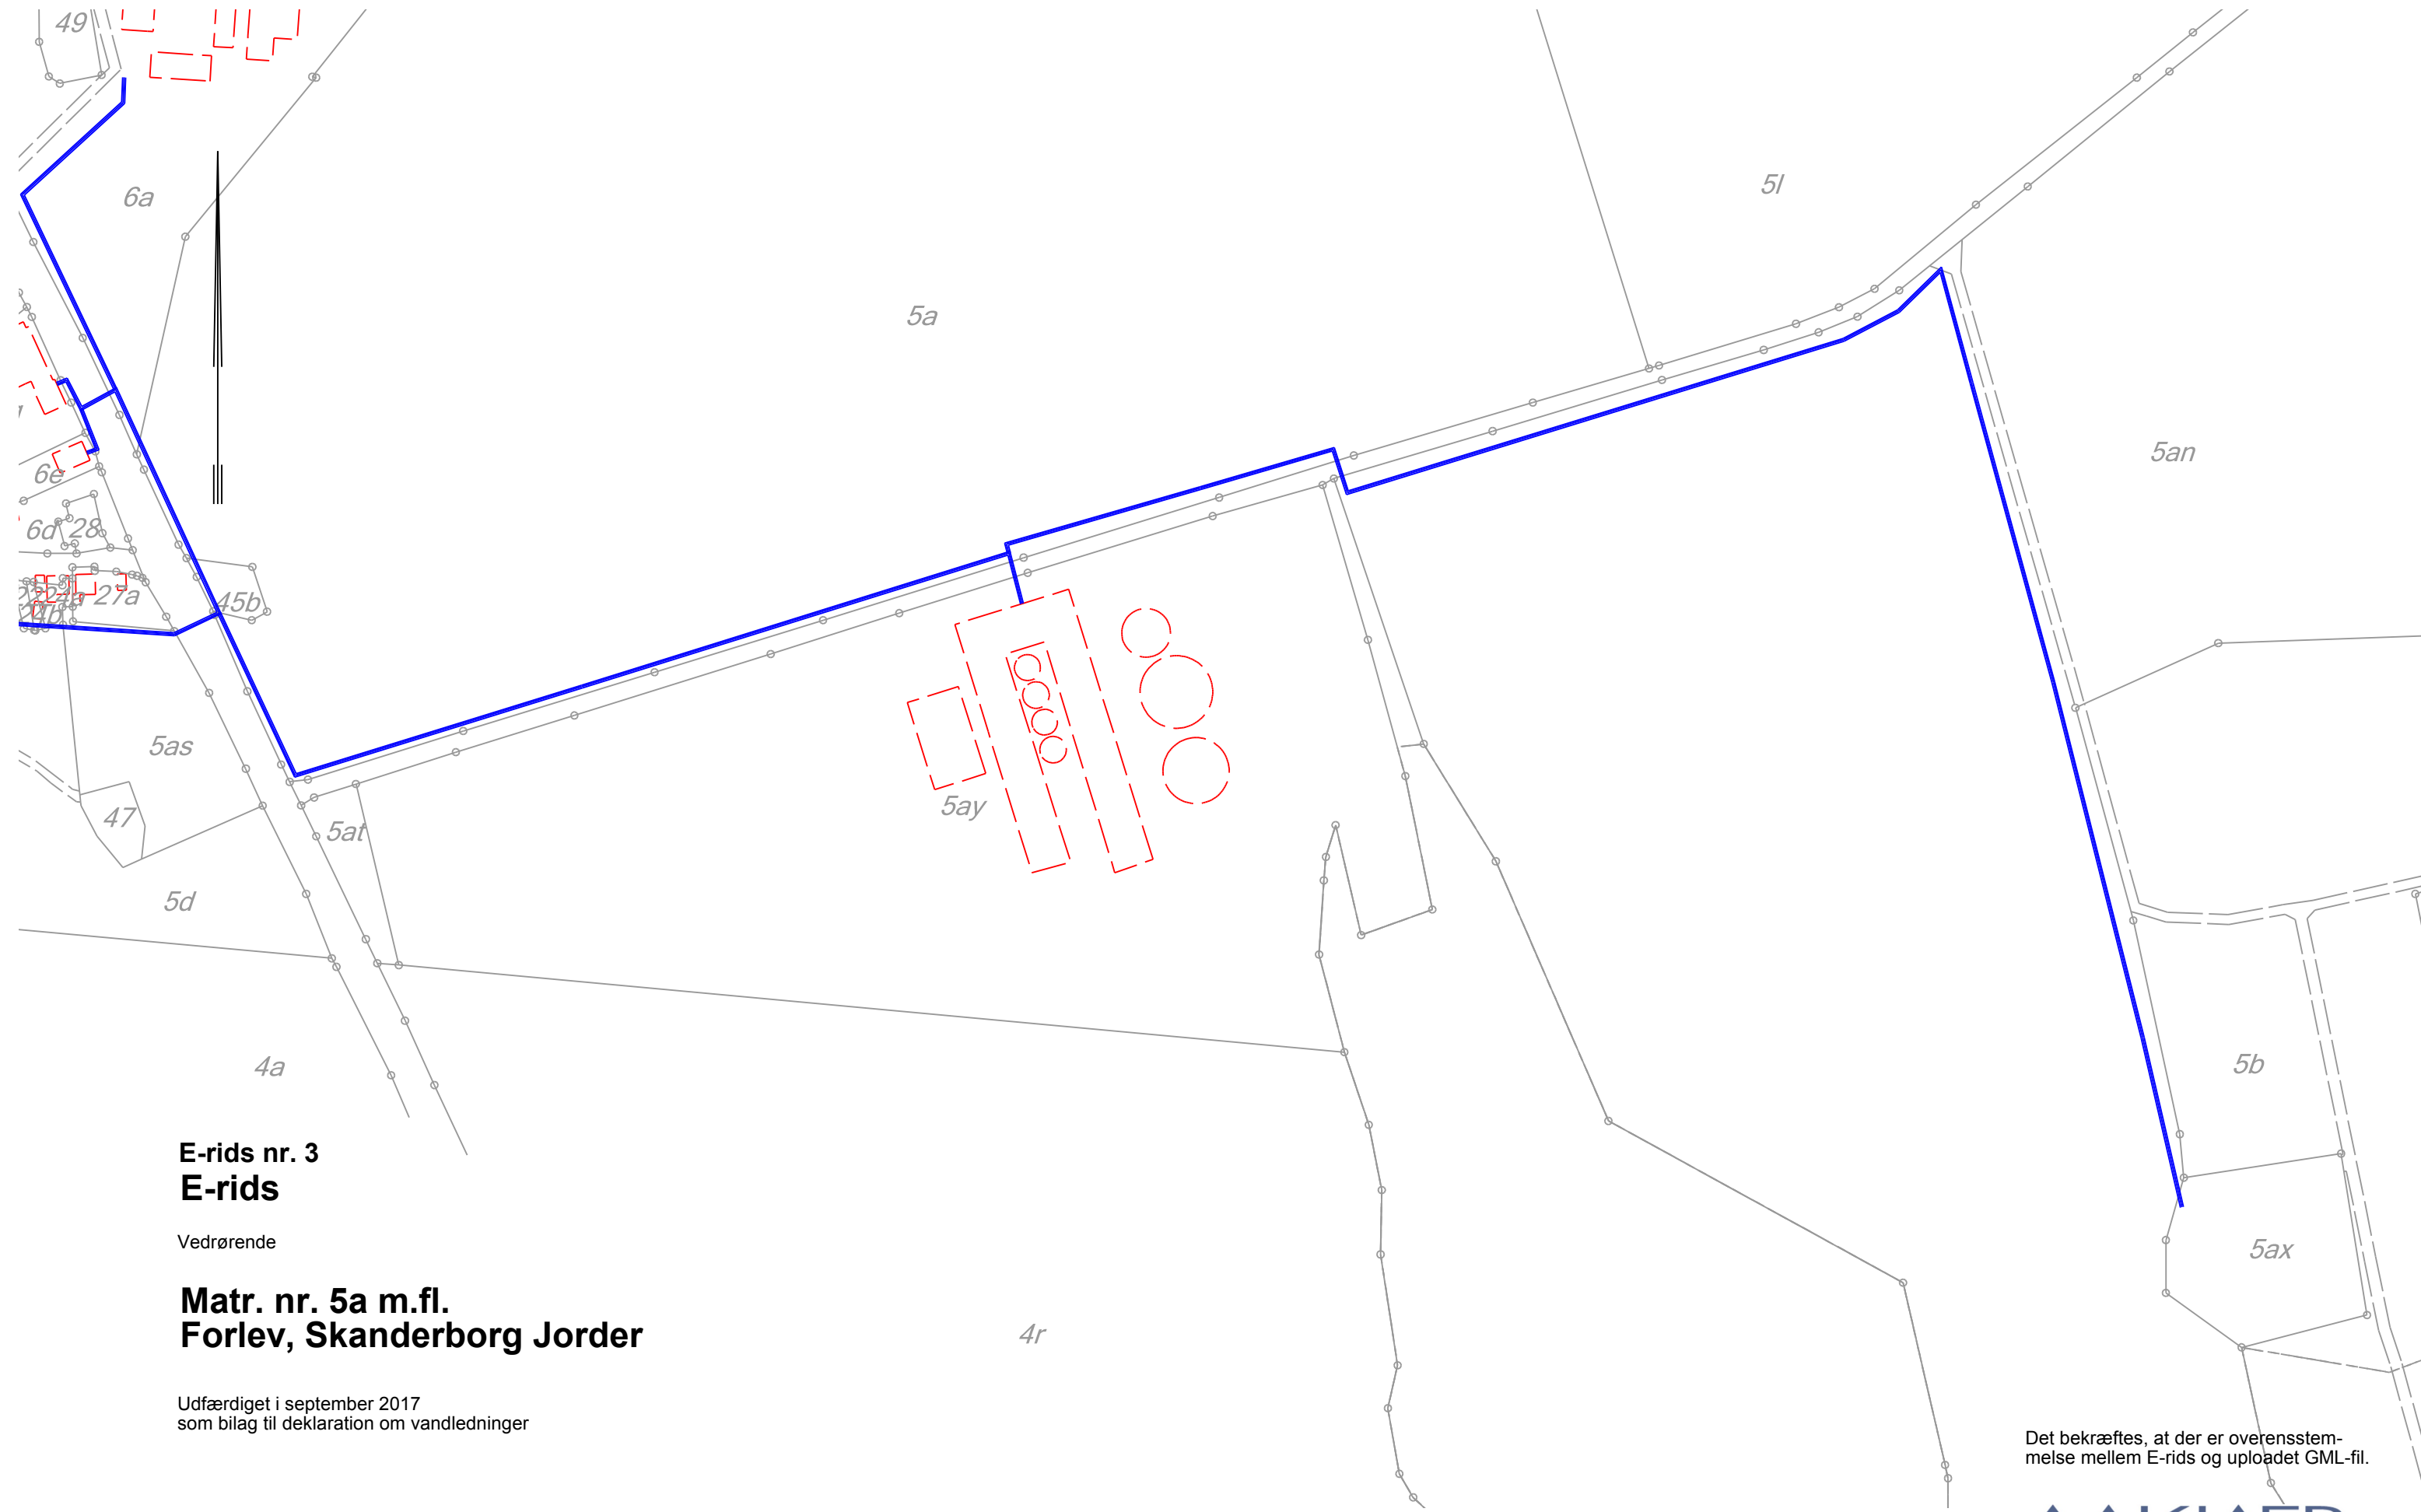 49
6a
5l
5a
5an
6e
6d
28
27a
45b
24b
5as
47
5at
5ay
5d
4a
5b
5ax
4r
E-rids nr. 3
E-rids
Vedrørende
Matr. nr. 5a m.fl.
Forlev, Skanderborg Jorder
Udfærdiget i september 2017
som bilag til deklaration om vandledninger
Det bekræftes, at der er overensstem-
melse mellem E-rids og uploadet GML-fil.